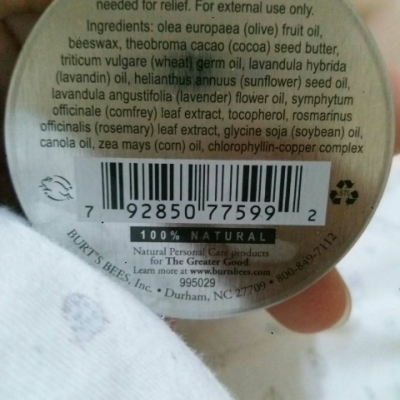 needed for relief. For external use only.
Ingredients: olea europaea (olive) fruit oil,
beeswax, theobroma cacao (cocoa) seed butter,
triticum vulgare (wheat) germ oil, lavandula hybrida
(lavandin) oil, helianthus annuus (sunflower) seed oil,
lavandula angustifolia (lavender) flower oil, symphytum
officinale (comfrey) leaf extract, tocopherol, rosmarinus
officinalis (rosemary) leaf extract, glycine soja (soybean) oil,
canola oil, zea mays (corn) oil, chlorophyllin-copper complex
7 92850 77599 2
100% NATURAL
Natural Personal Care products
for The Greater Good
Learn more at www.burtsbees.com
995029
BURT'S BEES, Inc. • Durham, NC 27709 • 800-849-7112